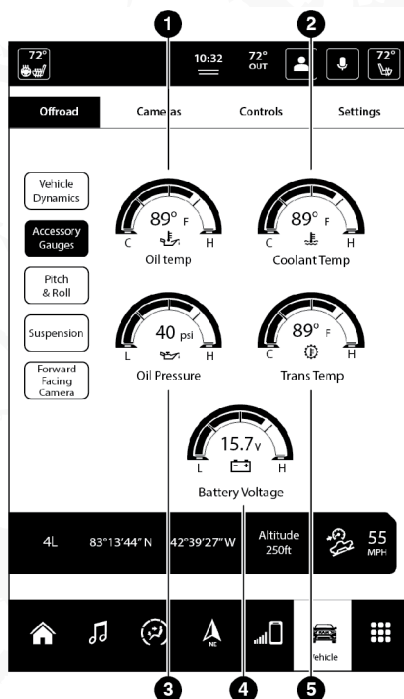 1 2
72° 10:32 72° OUT 72°
Offroad Cameras Controls Settings
Vehicle
Dynamics
Accessory
Gauges
Pitch
& Roll
Suspension
Forward
Facing
Camera
89° F
C H
Oil temp
89° F
C H
Coolant Temp
40 psi
L H
Oil Pressure
89° F
C H
Trans Temp
15.7v
L H
Battery Voltage
4L 83°13'44"N 42°39'27"W Altitude 250ft 55 MPH
NE Vehicle
3 4 5